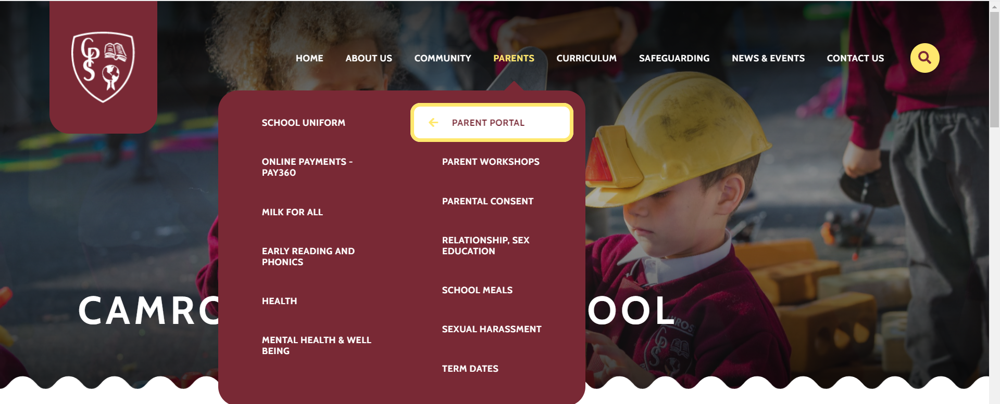 CPS
HOME ABOUT US COMMUNITY PARENTS CURRICULUM SAFEGUARDING NEWS & EVENTS CONTACT US
SCHOOL UNIFORM
ONLINE PAYMENTS -
PAY360
MILK FOR ALL
EARLY READING AND
PHONICS
HEALTH
MENTAL HEALTH & WELL
BEING
PARENT PORTAL
PARENT WORKSHOPS
PARENTAL CONSENT
RELATIONSHIP, SEX
EDUCATION
SCHOOL MEALS
SEXUAL HARASSMENT
TERM DATES
CAMRO OOL
CPS